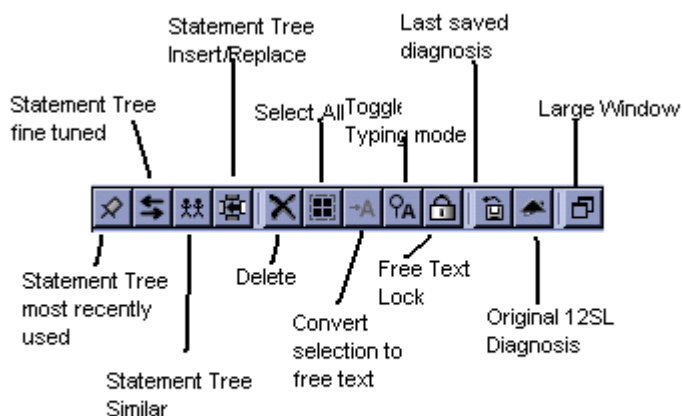 Statement Tree
Insert/Replace
Last saved
diagnosis
Statement Tree
fine tuned
Select All
Toggle
Typing mode
Large Window
A
A
Statement Tree
most recently
used
Delete
Free Text
Lock
Convert
selection to
free text
Original 12SL
Diagnosis
Statement Tree
Similar